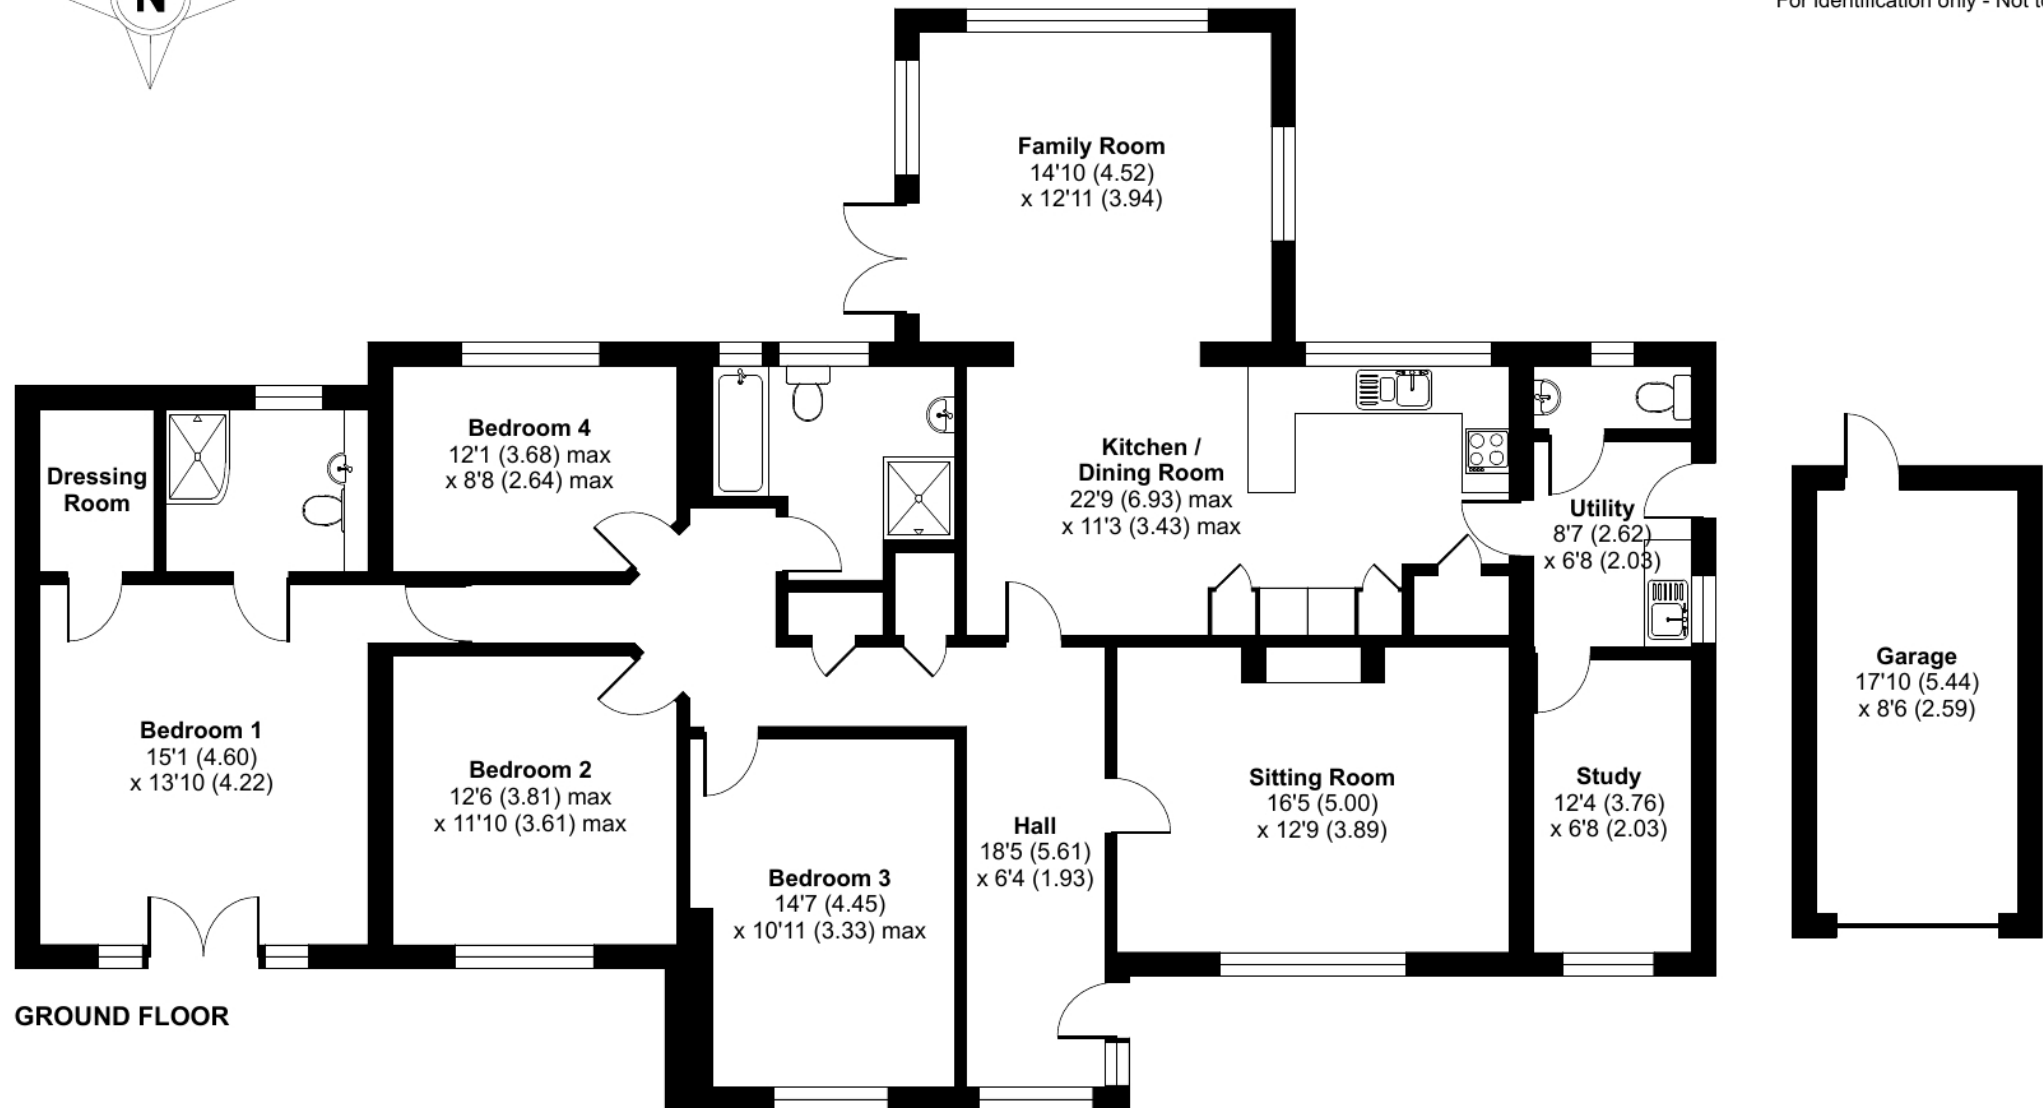 N
For identification only - Not to
Family Room
14'10 (4.52)
x 12'11 (3.94)
Bedroom 4
12'1 (3.68) max
x 8'8 (2.64) max
Kitchen /
Dining Room
22'9 (6.93) max
x 11'3 (3.43) max
Dressing
Room
Utility
8'7 (2.62)
x 6'8 (2.03)
Garage
17'10 (5.44)
x 8'6 (2.59)
Bedroom 1
15'1 (4.60)
x 13'10 (4.22)
Bedroom 2
12'6 (3.81) max
x 11'10 (3.61) max
Sitting Room
16'5 (5.00)
x 12'9 (3.89)
Study
12'4 (3.76)
x 6'8 (2.03)
Hall
18'5 (5.61)
x 6'4 (1.93)
Bedroom 3
14'7 (4.45)
x 10'11 (3.33) max
GROUND FLOOR